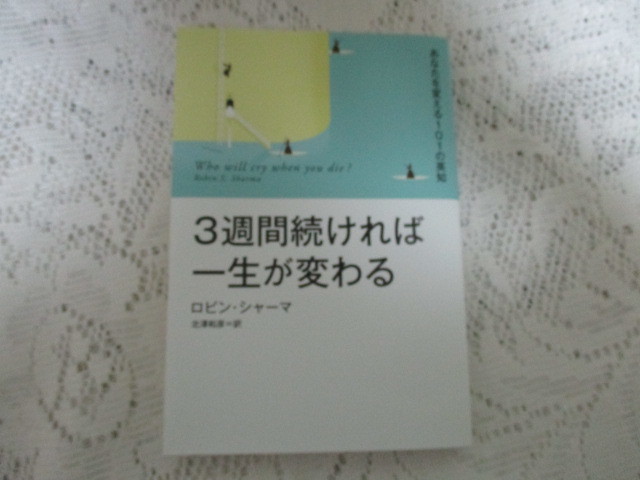 あなたを変える101の英知
Who will cry when you die?
Robin S. Sharma
3週間続ければ
一生が変わる
ロビン・シャーマ
北澤和彦=訳